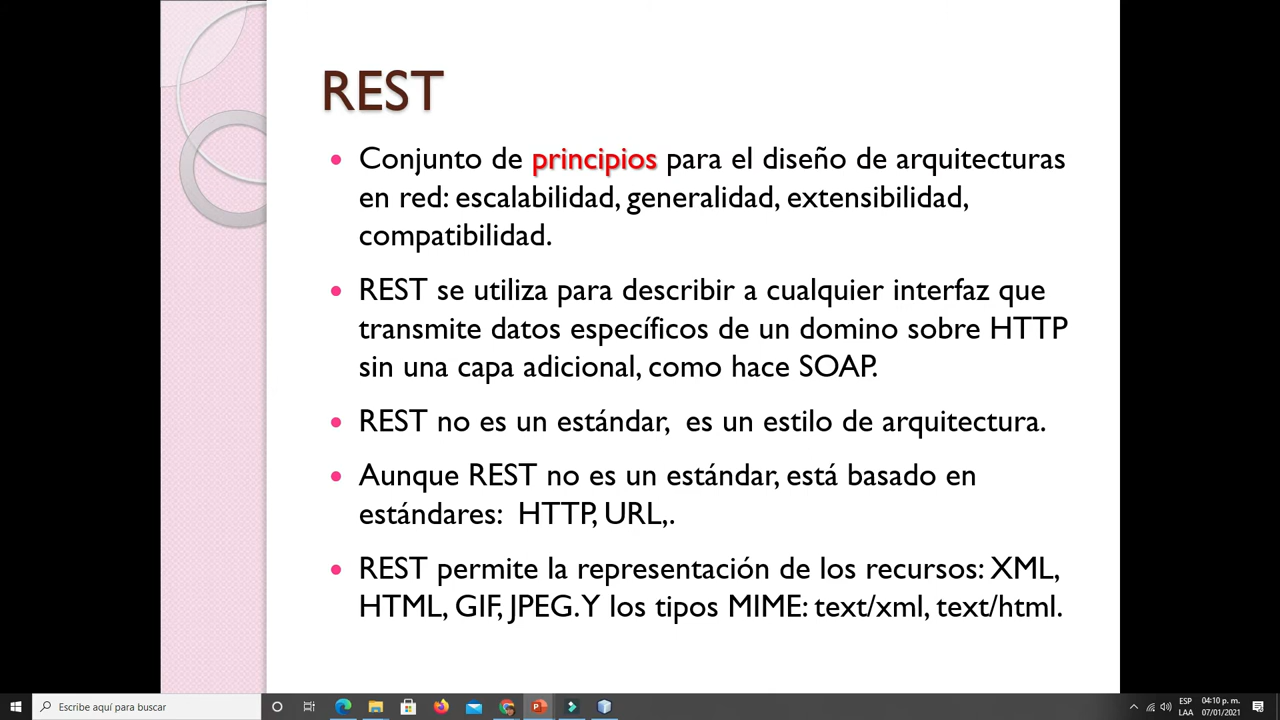 REST
Conjunto de principios para el diseño de arquitecturas
en red: escalabilidad, generalidad, extensibilidad,
compatibilidad.
REST se utiliza para describir a cualquier interfaz que
transmite datos específicos de un domino sobre HTTP
sin una capa adicional, como hace SOAP.
REST no es un estándar,  es un estilo de arquitectura.
Aunque REST no es un estándar, está basado en
estándares:  HTTP, URL,.
REST permite la representación de los recursos: XML,
HTML, GIF, JPEG. Y los tipos MIME: text/xml, text/html.
Escribe aquí para buscar
ESP
LAA
04:10 p. m.
07/01/2021